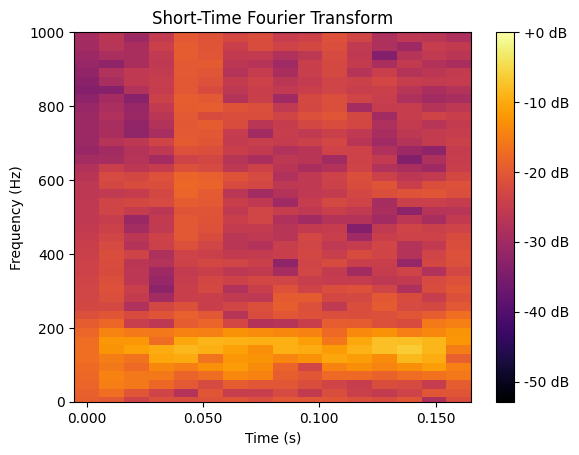 Short-Time Fourier Transform
1000
800
600
400
200
0
Frequency (Hz)
0.000
0.050
0.100
0.150
Time (s)
+0 dB
-10 dB
-20 dB
-30 dB
-40 dB
-50 dB